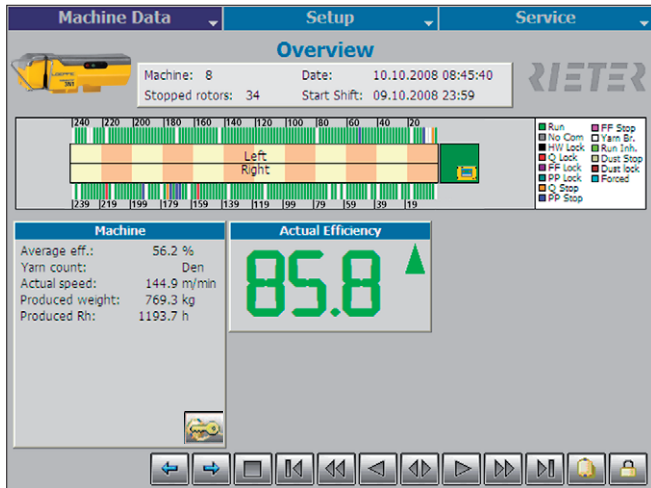 Machine Data Setup Service
Overview
LOEPFE
3N1
Machine: 8 Date: 10.10.2008 08:45:40
Stopped rotors: 34 Start Shift: 09.10.2008 23:59
RIETER
|240 |220 |200 |180 |160 |140 |120 |100 |80 |60 |40 |20
Left
Right
|239 |219 |199 |179 |159 |139 |119 |99 |79 |59 |39 |19
Run FF Stop
No Com Yarn Br.
HW Lock Run Inh.
Q Lock Dust Stop
FF Lock Dust lock
PP Lock Forced
Q Stop
PP Stop
Machine
Average eff.: 56.2 %
Yarn count: Den
Actual speed: 144.9 m/min
Produced weight: 769.3 kg
Produced Rh: 1193.7 h
Actual Efficiency
85.8